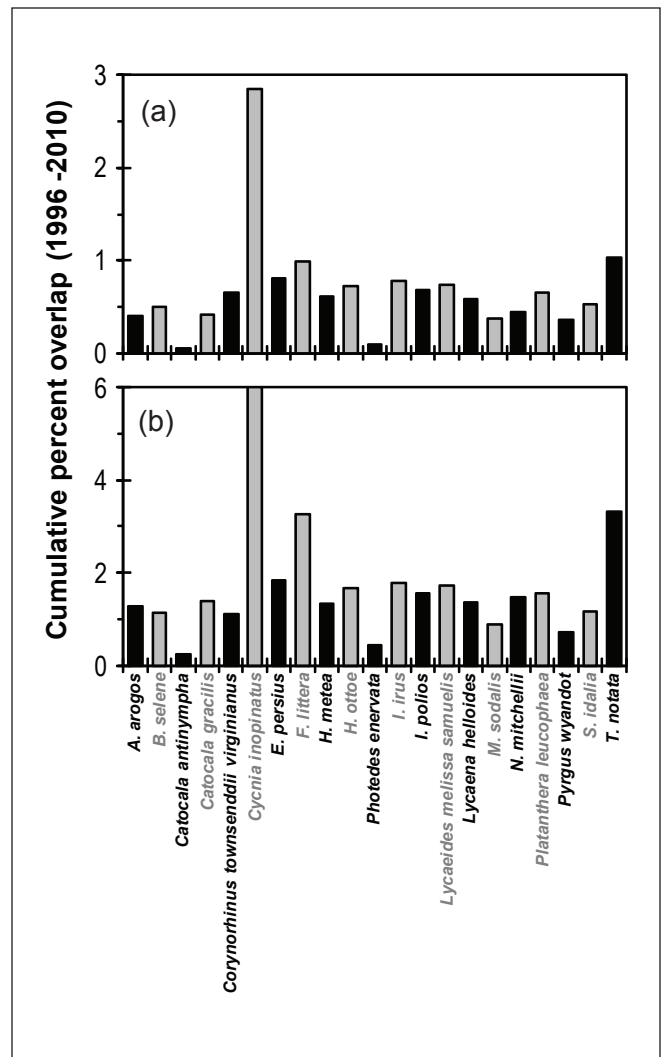 Cumulative percent overlap (1996 -2010)
(a)
3
2
1
0
(b)
6
4
2
0
A. arogos
B. selene
Catocala antinympha
Catocala gracilis
Corynorhinus townsenddii virginianus
Cycnia inopinatus
E. persius
F. littera
H. metea
H. ottoe
Photedes enervata
I. irus
I. polios
Lycaeides melissa samuelis
Lycaena helloides
M. sodalis
N. mitchellii
Platanthera leucophaea
Pyrgus wyandot
S. idalia
T. notata